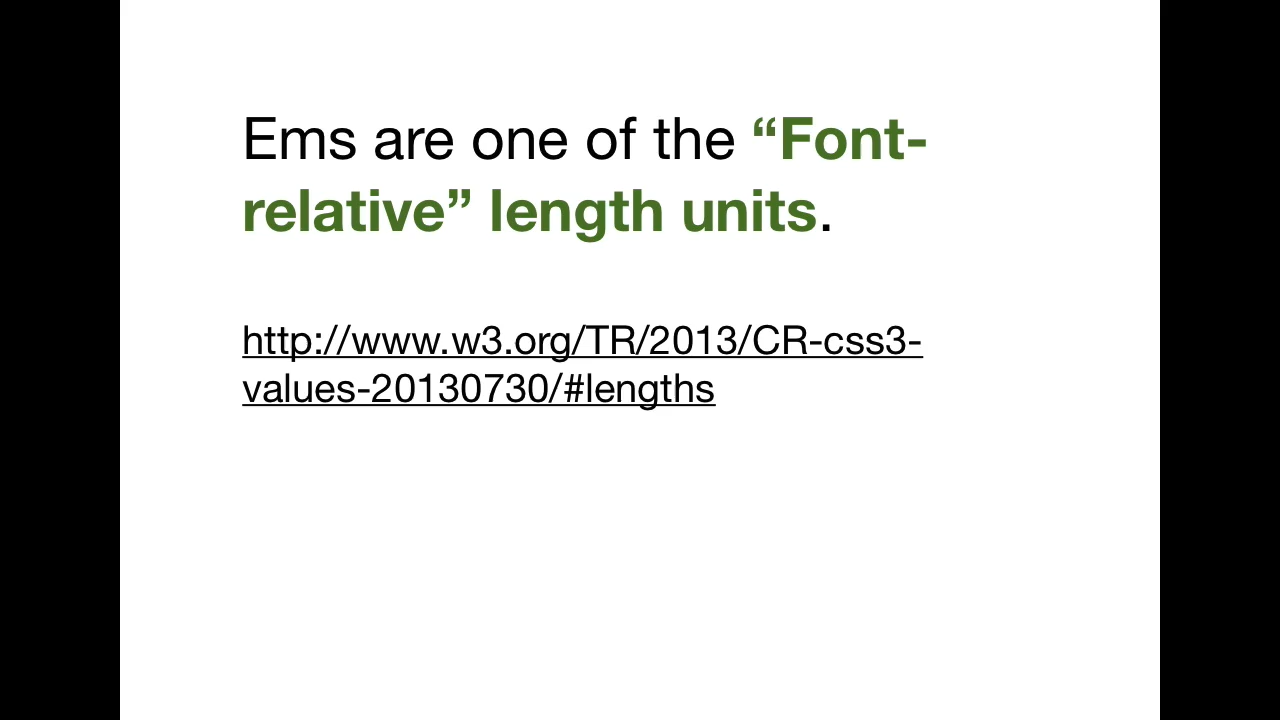 Ems are one of the “Font-
relative” length units.
http://www.w3.org/TR/2013/CR-css3-
values-20130730/#lengths